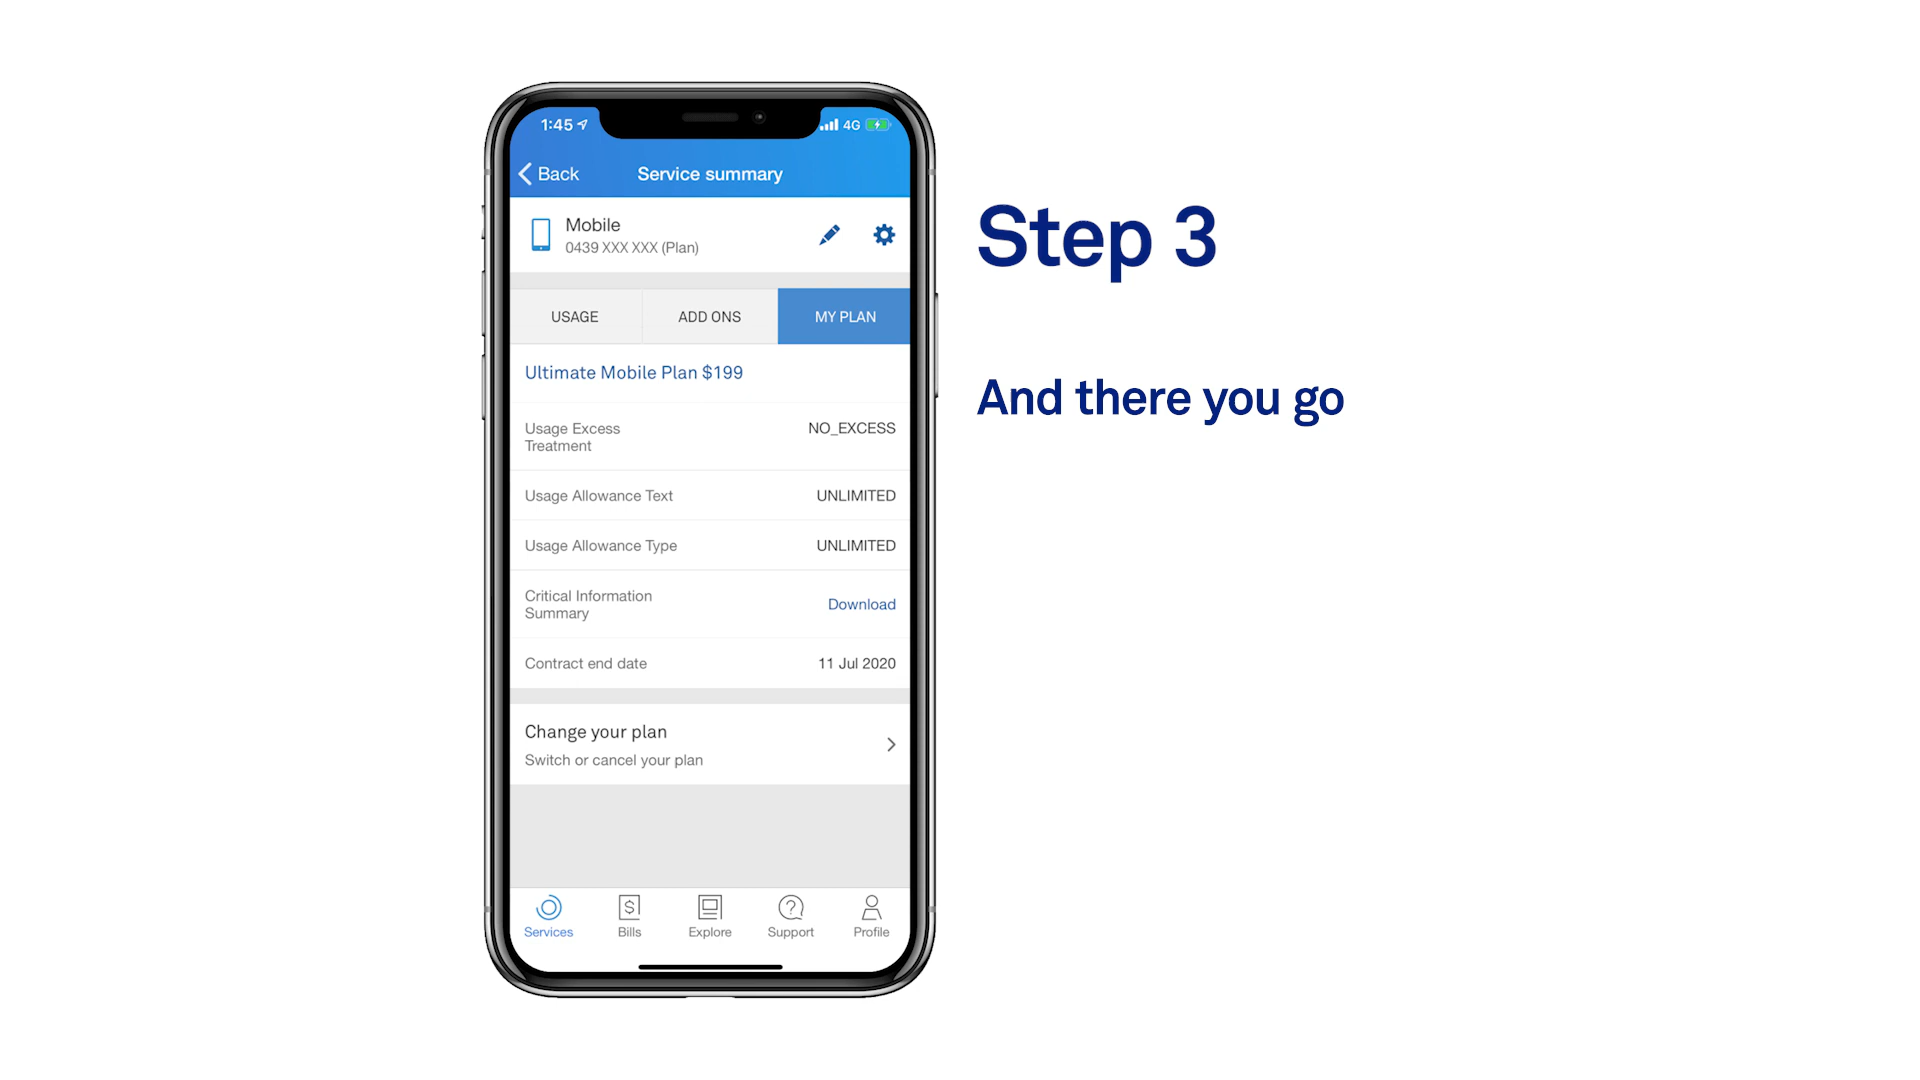 1:45
4G
Back
Service summary
Mobile
0439 XXX XXX (Plan)
USAGE
ADD ONS
MY PLAN
Ultimate Mobile Plan $199
Usage Excess
Treatment
NO_EXCESS
Usage Allowance Text
UNLIMITED
Usage Allowance Type
UNLIMITED
Critical Information
Summary
Download
Contract end date
11 Jul 2020
Change your plan
Switch or cancel your plan
Services
Bills
Explore
Support
Profile
Step 3
And there you go